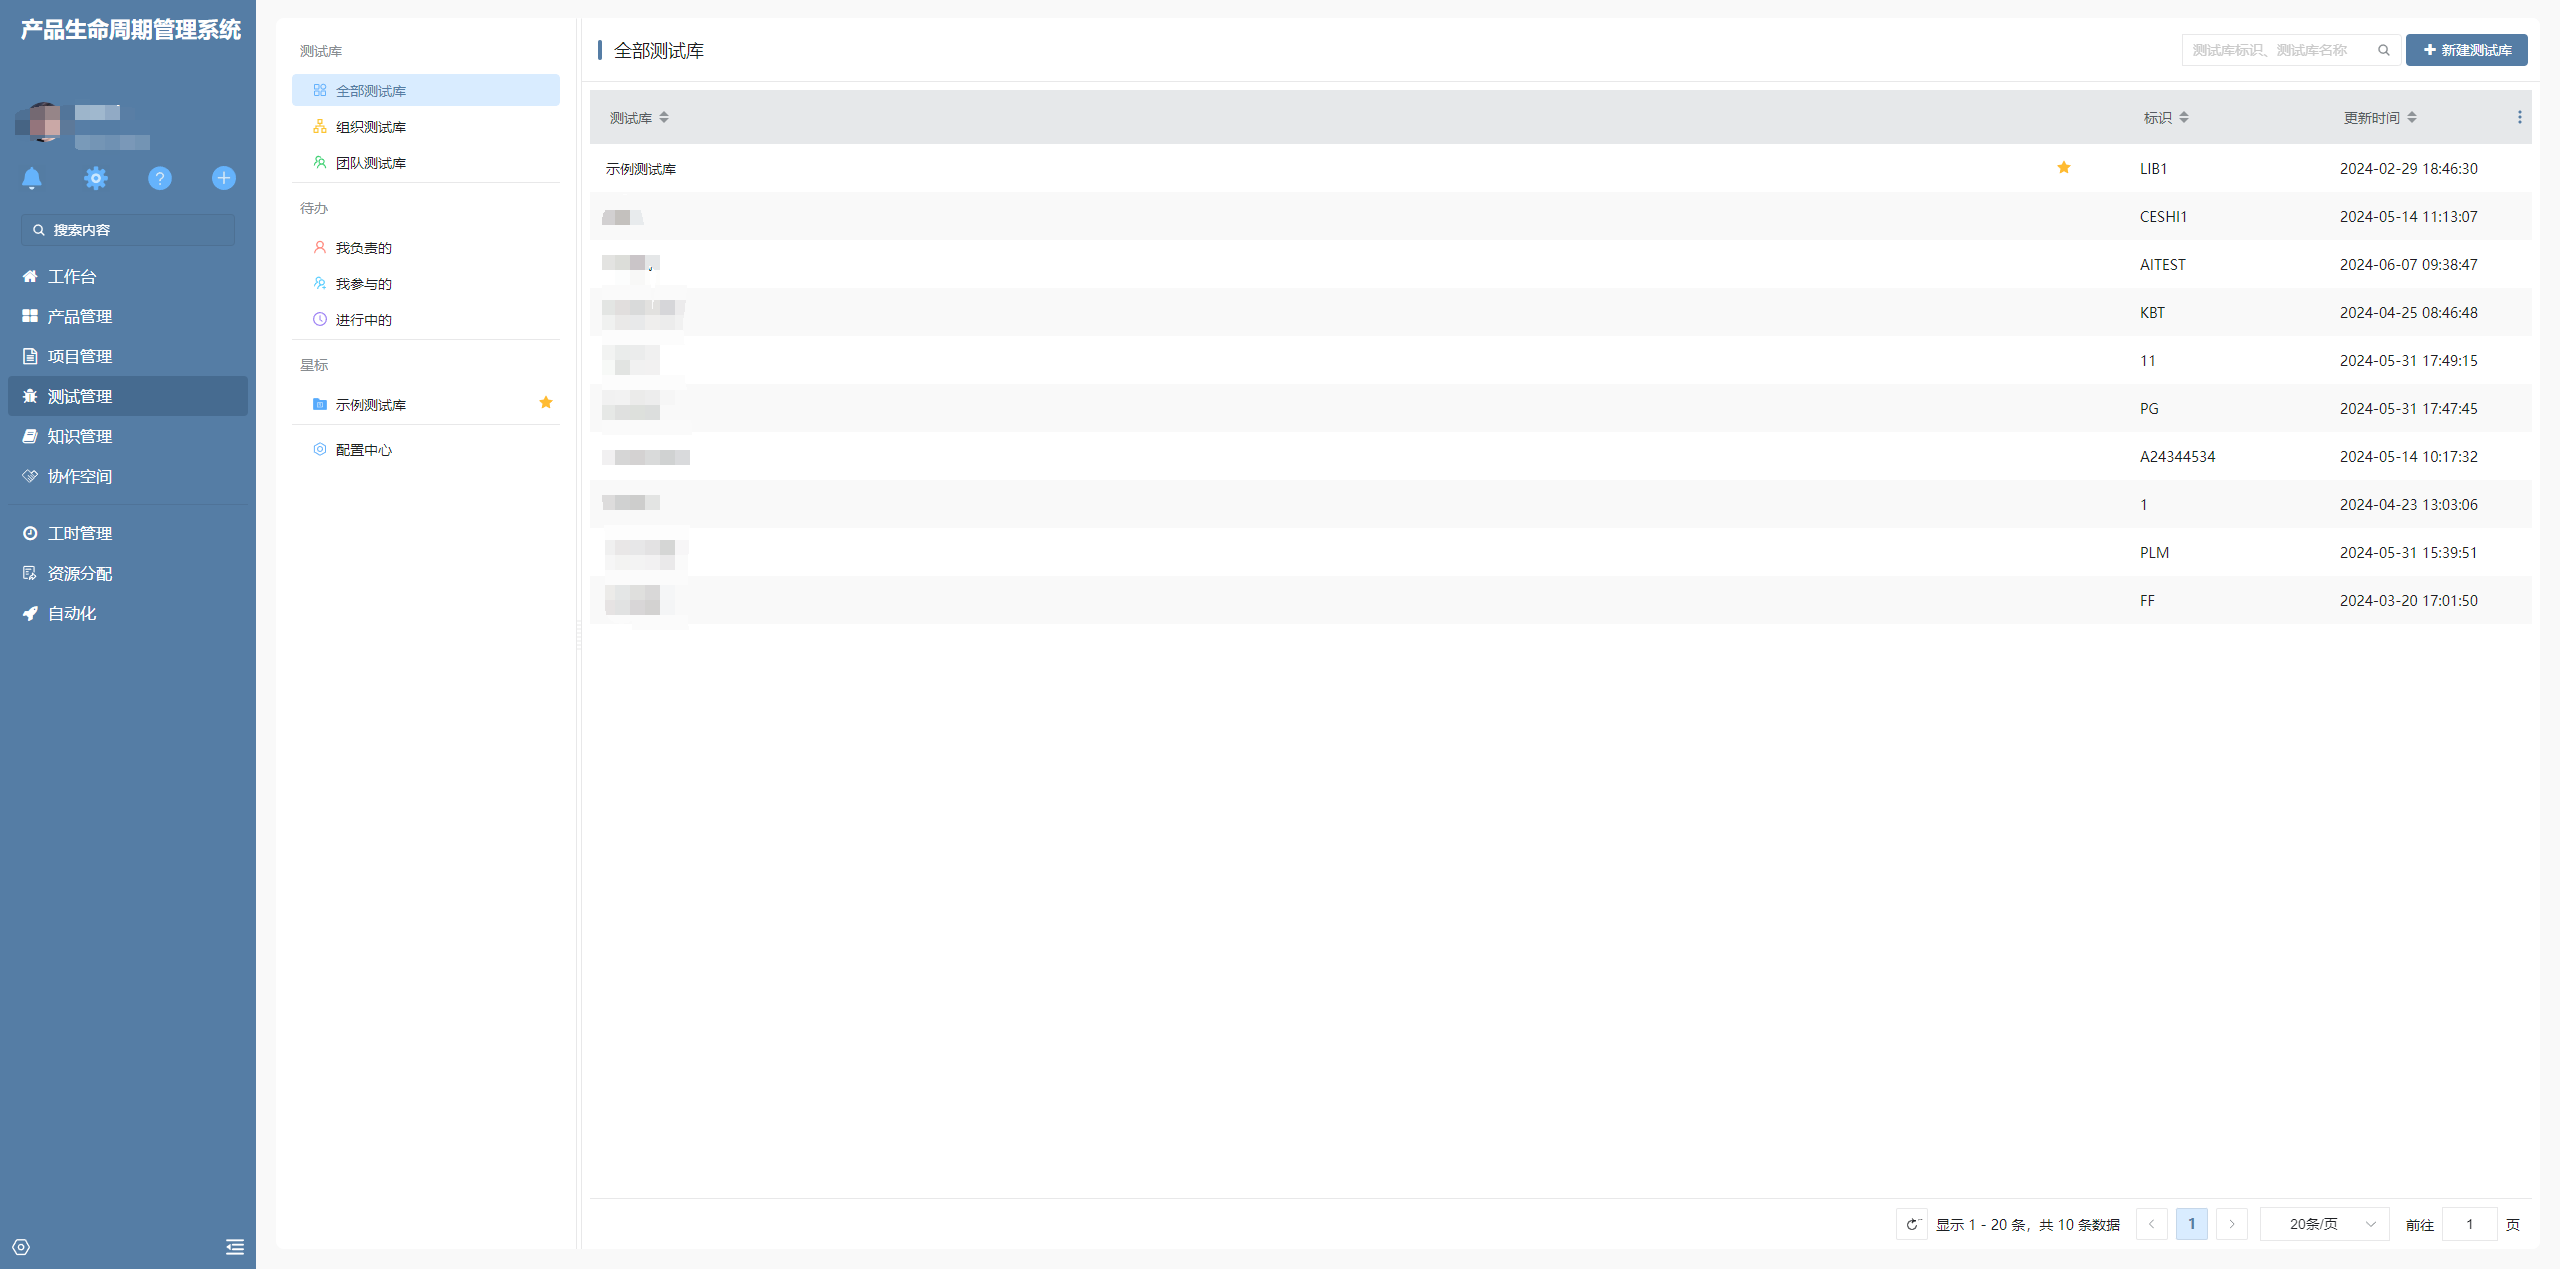 产品生命周期管理系统
搜索内容
工作台
产品管理
项目管理
测试管理
知识管理
协作空间
工时管理
资源分配
自动化
测试库
全部测试库
组织测试库
团队测试库
待办
我负责的
我参与的
进行中的
星标
示例测试库
配置中心
全部测试库
测试库标识、测试库名称
新建测试库
测试库 标识 更新时间
示例测试库 LIB1 2024-02-29 18:46:30
CESHI1 2024-05-14 11:13:07
AITEST 2024-06-07 09:38:47
KBT 2024-04-25 08:46:48
11 2024-05-31 17:49:15
PG 2024-05-31 17:47:45
A24344534 2024-05-14 10:17:32
1 2024-04-23 13:03:06
PLM 2024-05-31 15:39:51
FF 2024-03-20 17:01:50
显示 1 - 20 条，共 10 条数据 1 20条/页 前往 1 页